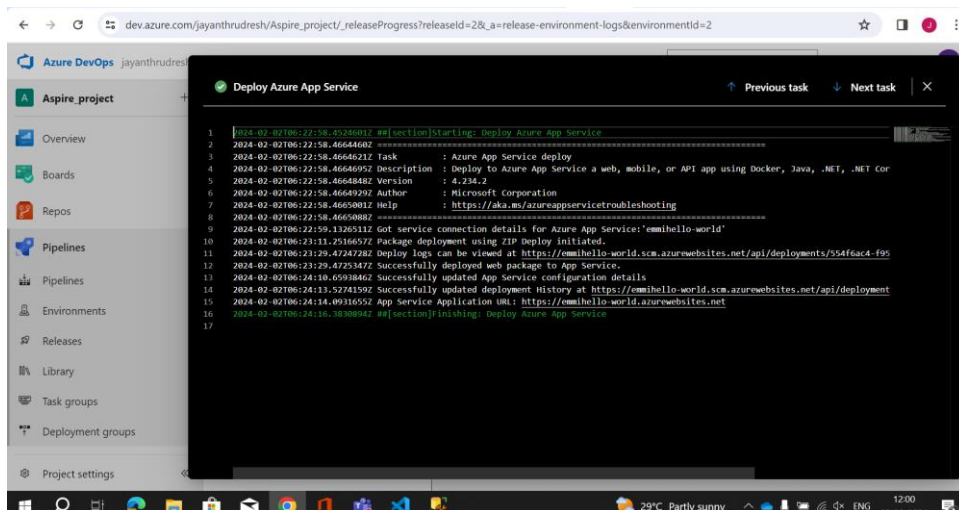 dev.azure.com/jayanthrudresh/Aspire_project/_releaseProgress?releaseId=2&_a=release-environment-logs&environmentId=2
J
Azure DevOps jayanthrudresh
A Aspire_project +
Overview
Boards
Repos
Pipelines
Pipelines
Environments
Releases
Library
Task groups
Deployment groups
Project settings
Deploy Azure App Service
Previous task
Next task
1 2024-02-02T06:22:58.4524601Z ##[section]Starting: Deploy Azure App Service
2 2024-02-02T06:22:58.4664460Z ==============================================================================
3 2024-02-02T06:22:58.4664621Z Task : Azure App Service deploy
4 2024-02-02T06:22:58.4664695Z Description : Deploy to Azure App Service a web, mobile, or API app using Docker, Java, .NET, .NET Cor
5 2024-02-02T06:22:58.4664848Z Version : 4.234.2
6 2024-02-02T06:22:58.4664929Z Author : Microsoft Corporation
7 2024-02-02T06:22:58.4665001Z Help : https://aka.ms/azureappservicetroubleshooting
8 2024-02-02T06:22:58.4665088Z ==============================================================================
9 2024-02-02T06:22:59.1326511Z Got service connection details for Azure App Service:'emmihello-world'
10 2024-02-02T06:23:11.2516657Z Package deployment using ZIP Deploy initiated.
11 2024-02-02T06:23:29.4724728Z Deploy logs can be viewed at https://emmihello-world.scm.azurewebsites.net/api/deployments/554f6ac4-f95
12 2024-02-02T06:23:29.4725347Z Successfully deployed web package to App Service.
13 2024-02-02T06:24:10.6593846Z Successfully updated App Service configuration details
14 2024-02-02T06:24:13.5274159Z Successfully updated deployment History at https://emmihello-world.scm.azurewebsites.net/api/deployment
15 2024-02-02T06:24:14.0931655Z App Service Application URL: https://emmihello-world.azurewebsites.net
16 2024-02-02T06:24:16.3830894Z ##[section]Finishing: Deploy Azure App Service
17
29°C Partly sunny
ENG
12:00